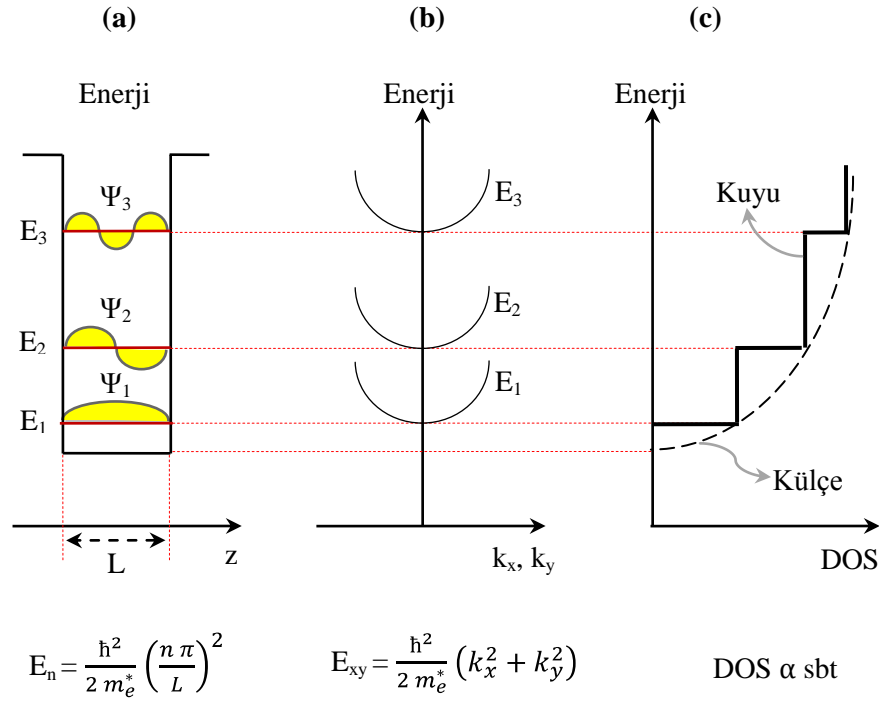 (a)
(b)
(c)
Enerji
Enerji
Enerji
Ψ3
E3
E3
Kuyu
Ψ2
E2
E2
Ψ1
E1
E1
Külçe
L
z
kx, ky
DOS
En = ħ² / 2 m*e (n π / L)²
Exy = ħ² / 2 m*e (kx² + ky²)
DOS α sbt